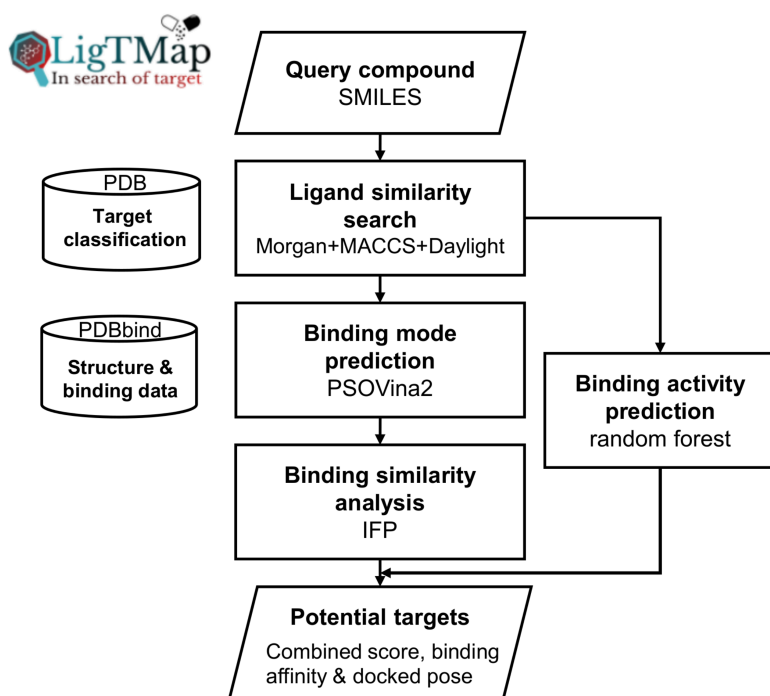 LigTMap
In search of target
Query compound
SMILES
PDB
Target
classification
Ligand similarity
search
Morgan+MACCS+Daylight
PDBbind
Structure &
binding data
Binding mode
prediction
PSOVina2
Binding activity
prediction
random forest
Binding similarity
analysis
IFP
Potential targets
Combined score, binding
affinity & docked pose